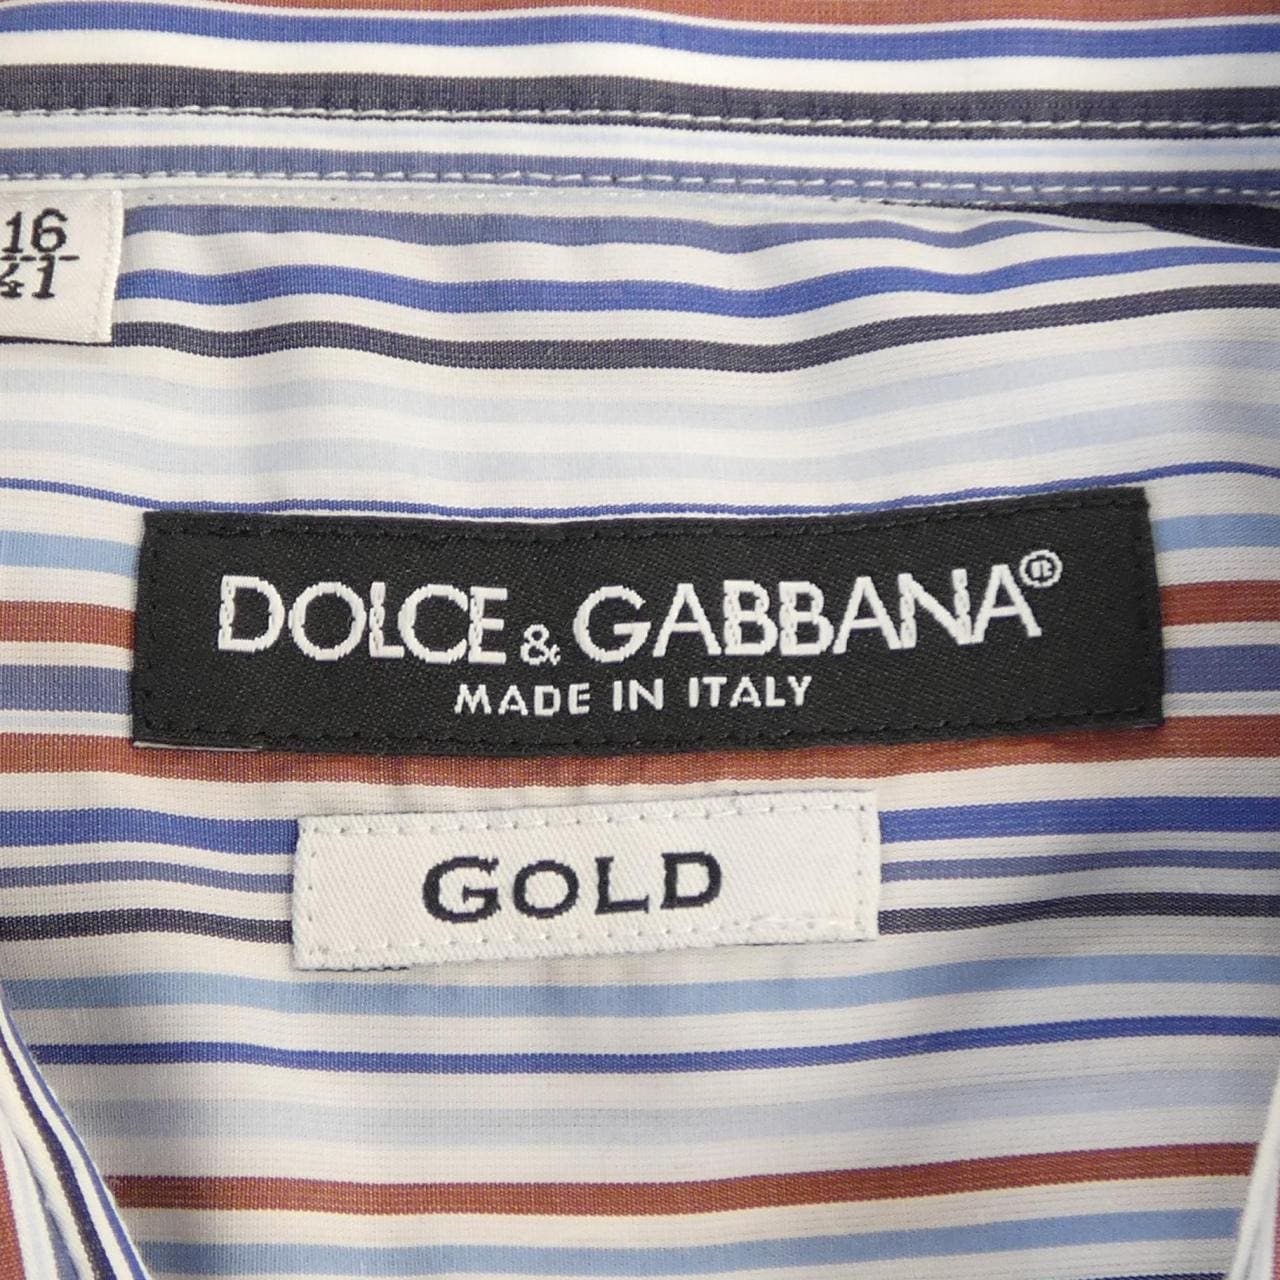 16
41
DOLCE & GABBANA®
MADE IN ITALY
GOLD